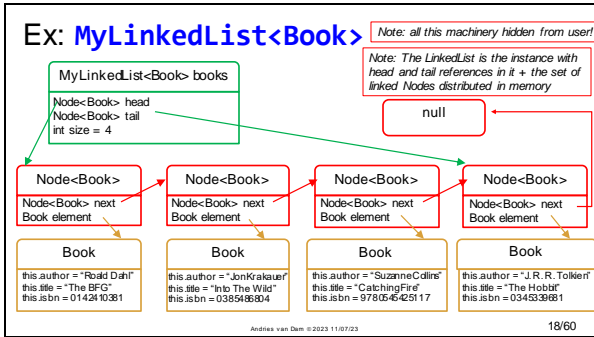 Ex: MyLinkedList<Book>
Note: all this machinery hidden from user!
Note: The LinkedList is the instance with
head and tail references in it + the set of
linked Nodes distributed in memory
MyLinkedList<Book> books
Node<Book> head
Node<Book> tail
int size = 4
null
Node<Book>
Node<Book> next
Book element
Node<Book>
Node<Book> next
Book element
Node<Book>
Node<Book> next
Book element
Node<Book>
Node<Book> next
Book element
Book
this.author = “Roald Dahl”
this.title = “The BFG”
this.isbn = 0142410381
Book
this.author = “Jon Krakauer”
this.title = “Into The Wild”
this.isbn = 0385486804
Book
this.author = “Suzanne Collins”
this.title = “Catching Fire”
this.isbn = 9780545425117
Book
this.author = “J. R. R. Tolkien”
this.title = “The Hobbit”
this.isbn = 0345339681
Andries van Dam © 2023 11/07/23
18/60